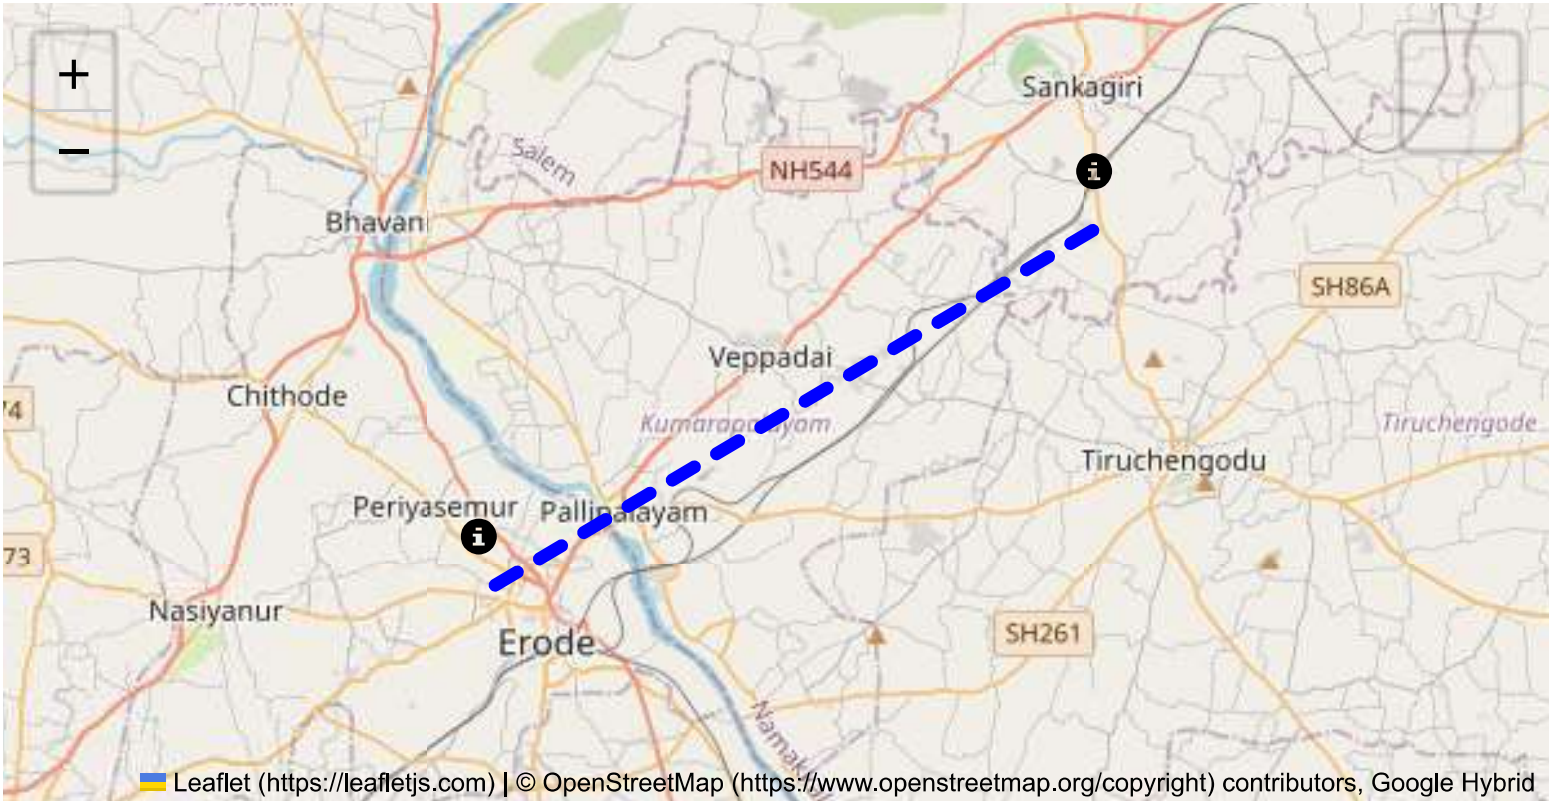 +
Sankagiri
−
Salem
NH544
Bhavani
SH86A
Veppadai
Chithode
74
Kumarapalayam
Tiruchengode
Tiruchengodu
Periyasemur
Pallipalayam
73
Nasiyanur
Erode
SH261
Namak
Leaflet (https://leafletjs.com) | © OpenStreetMap (https://www.openstreetmap.org/copyright) contributors, Google Hybrid